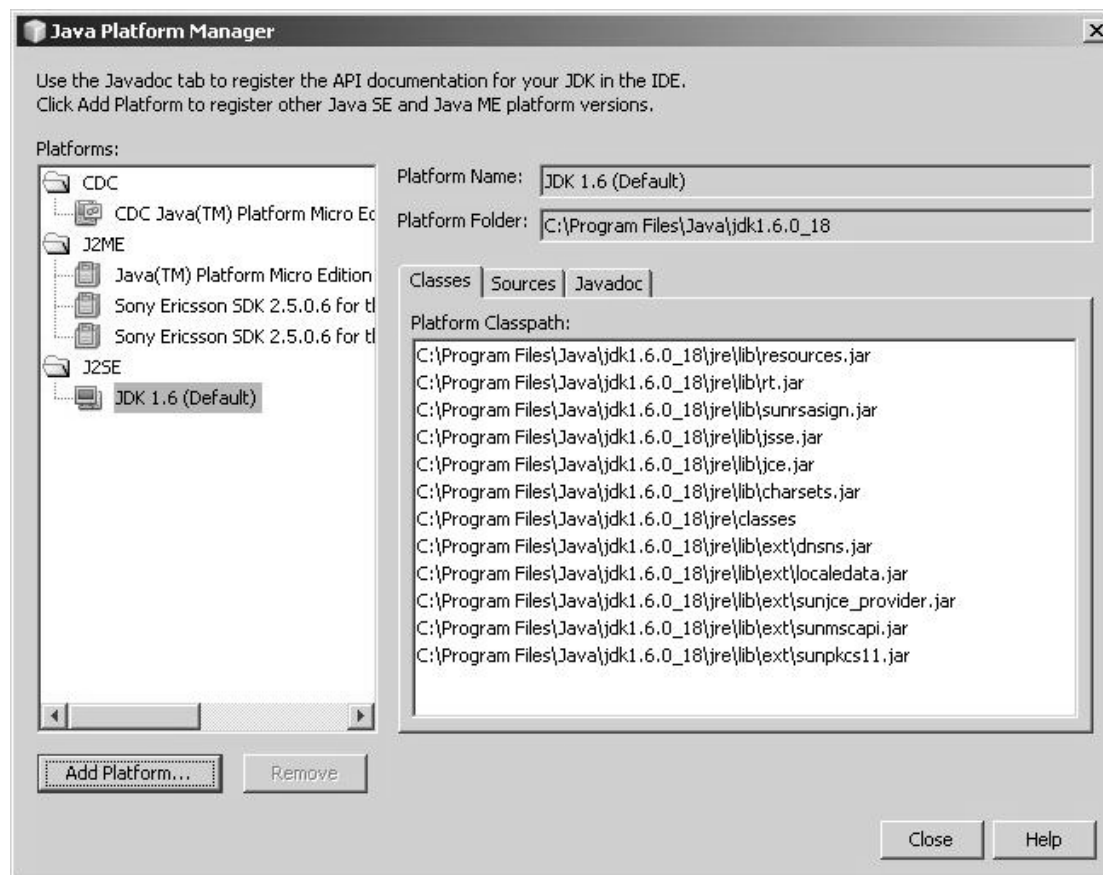 Java Platform Manager
Use the Javadoc tab to register the API documentation for your JDK in the IDE.
Click Add Platform to register other Java SE and Java ME platform versions.
Platforms:
CDC
CDC Java(TM) Platform Micro Ec
J2ME
Java(TM) Platform Micro Edition
Sony Ericsson SDK 2.5.0.6 for tl
Sony Ericsson SDK 2.5.0.6 for tl
J2SE
JDK 1.6 (Default)
Platform Name: JDK 1.6 (Default)
Platform Folder: C:\Program Files\Java\jdk1.6.0_18
Classes Sources Javadoc
Platform Classpath:
C:\Program Files\Java\jdk1.6.0_18\jre\lib\resources.jar
C:\Program Files\Java\jdk1.6.0_18\jre\lib\rt.jar
C:\Program Files\Java\jdk1.6.0_18\jre\lib\sunrsasign.jar
C:\Program Files\Java\jdk1.6.0_18\jre\lib\jsse.jar
C:\Program Files\Java\jdk1.6.0_18\jre\lib\jce.jar
C:\Program Files\Java\jdk1.6.0_18\jre\lib\charsets.jar
C:\Program Files\Java\jdk1.6.0_18\jre\classes
C:\Program Files\Java\jdk1.6.0_18\jre\lib\ext\dnsns.jar
C:\Program Files\Java\jdk1.6.0_18\jre\lib\ext\localedata.jar
C:\Program Files\Java\jdk1.6.0_18\jre\lib\ext\sunjce_provider.jar
C:\Program Files\Java\jdk1.6.0_18\jre\lib\ext\sunmscapi.jar
C:\Program Files\Java\jdk1.6.0_18\jre\lib\ext\sunpkcs11.jar
Add Platform... Remove
Close Help